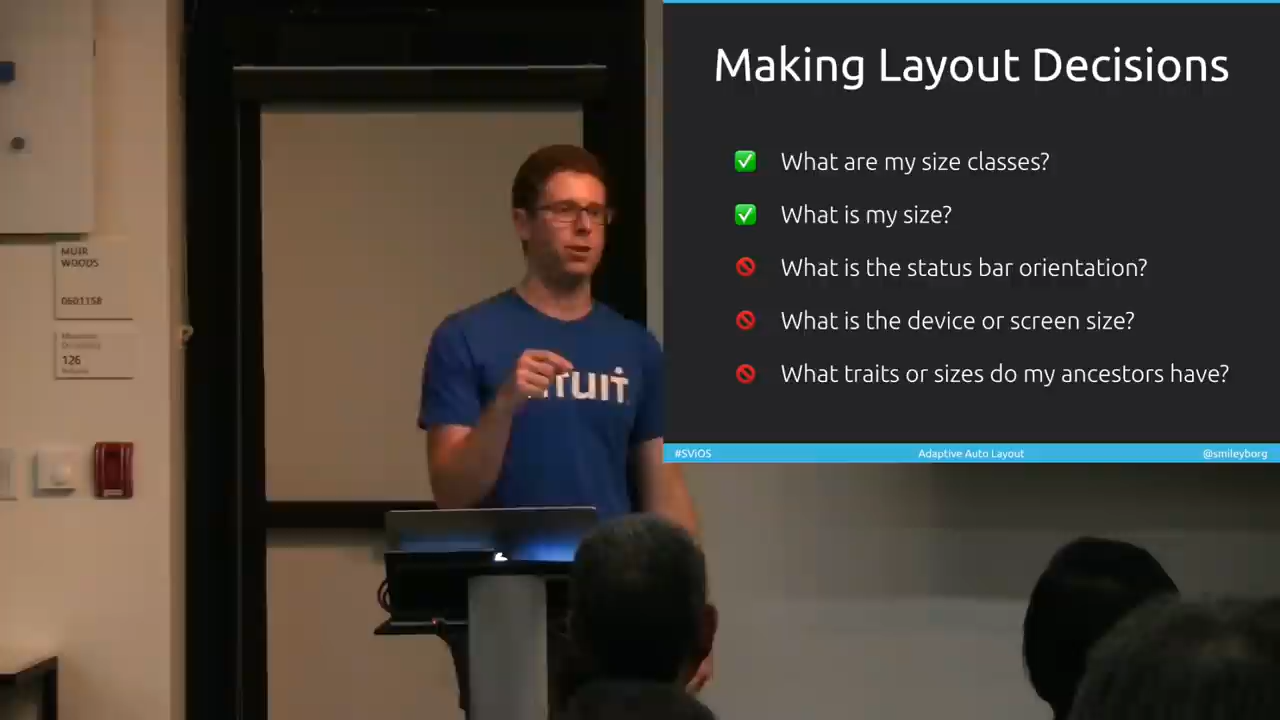 MUIR
WOODS
0601158
126
ntuit
Making Layout Decisions
What are my size classes?
What is my size?
What is the status bar orientation?
What is the device or screen size?
What traits or sizes do my ancestors have?
#SViOS
Adaptive Auto Layout
@smileyborg